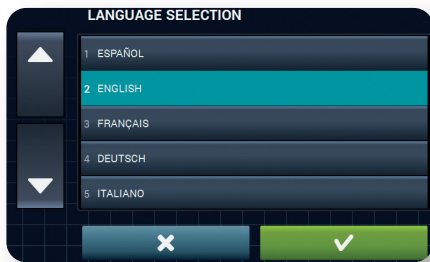 LANGUAGE SELECTION
1 ESPAÑOL
2 ENGLISH
3 FRANÇAIS
4 DEUTSCH
5 ITALIANO